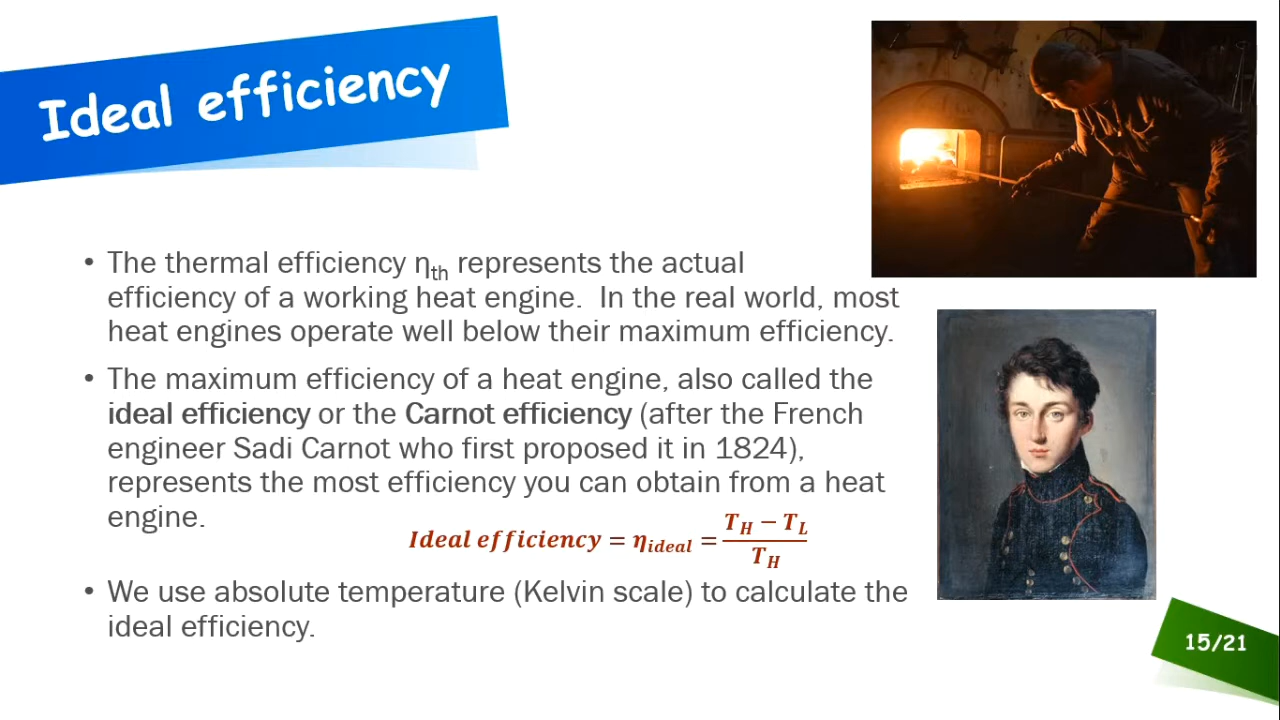 Ideal efficiency
• The thermal efficiency ηth represents the actual
efficiency of a working heat engine.  In the real world, most
heat engines operate well below their maximum efficiency.
• The maximum efficiency of a heat engine, also called the
ideal efficiency or the Carnot efficiency (after the French
engineer Sadi Carnot who first proposed it in 1824),
represents the most efficiency you can obtain from a heat
engine.
Ideal efficiency = ηideal = (TH − TL) / TH
• We use absolute temperature (Kelvin scale) to calculate the
ideal efficiency.
15/21